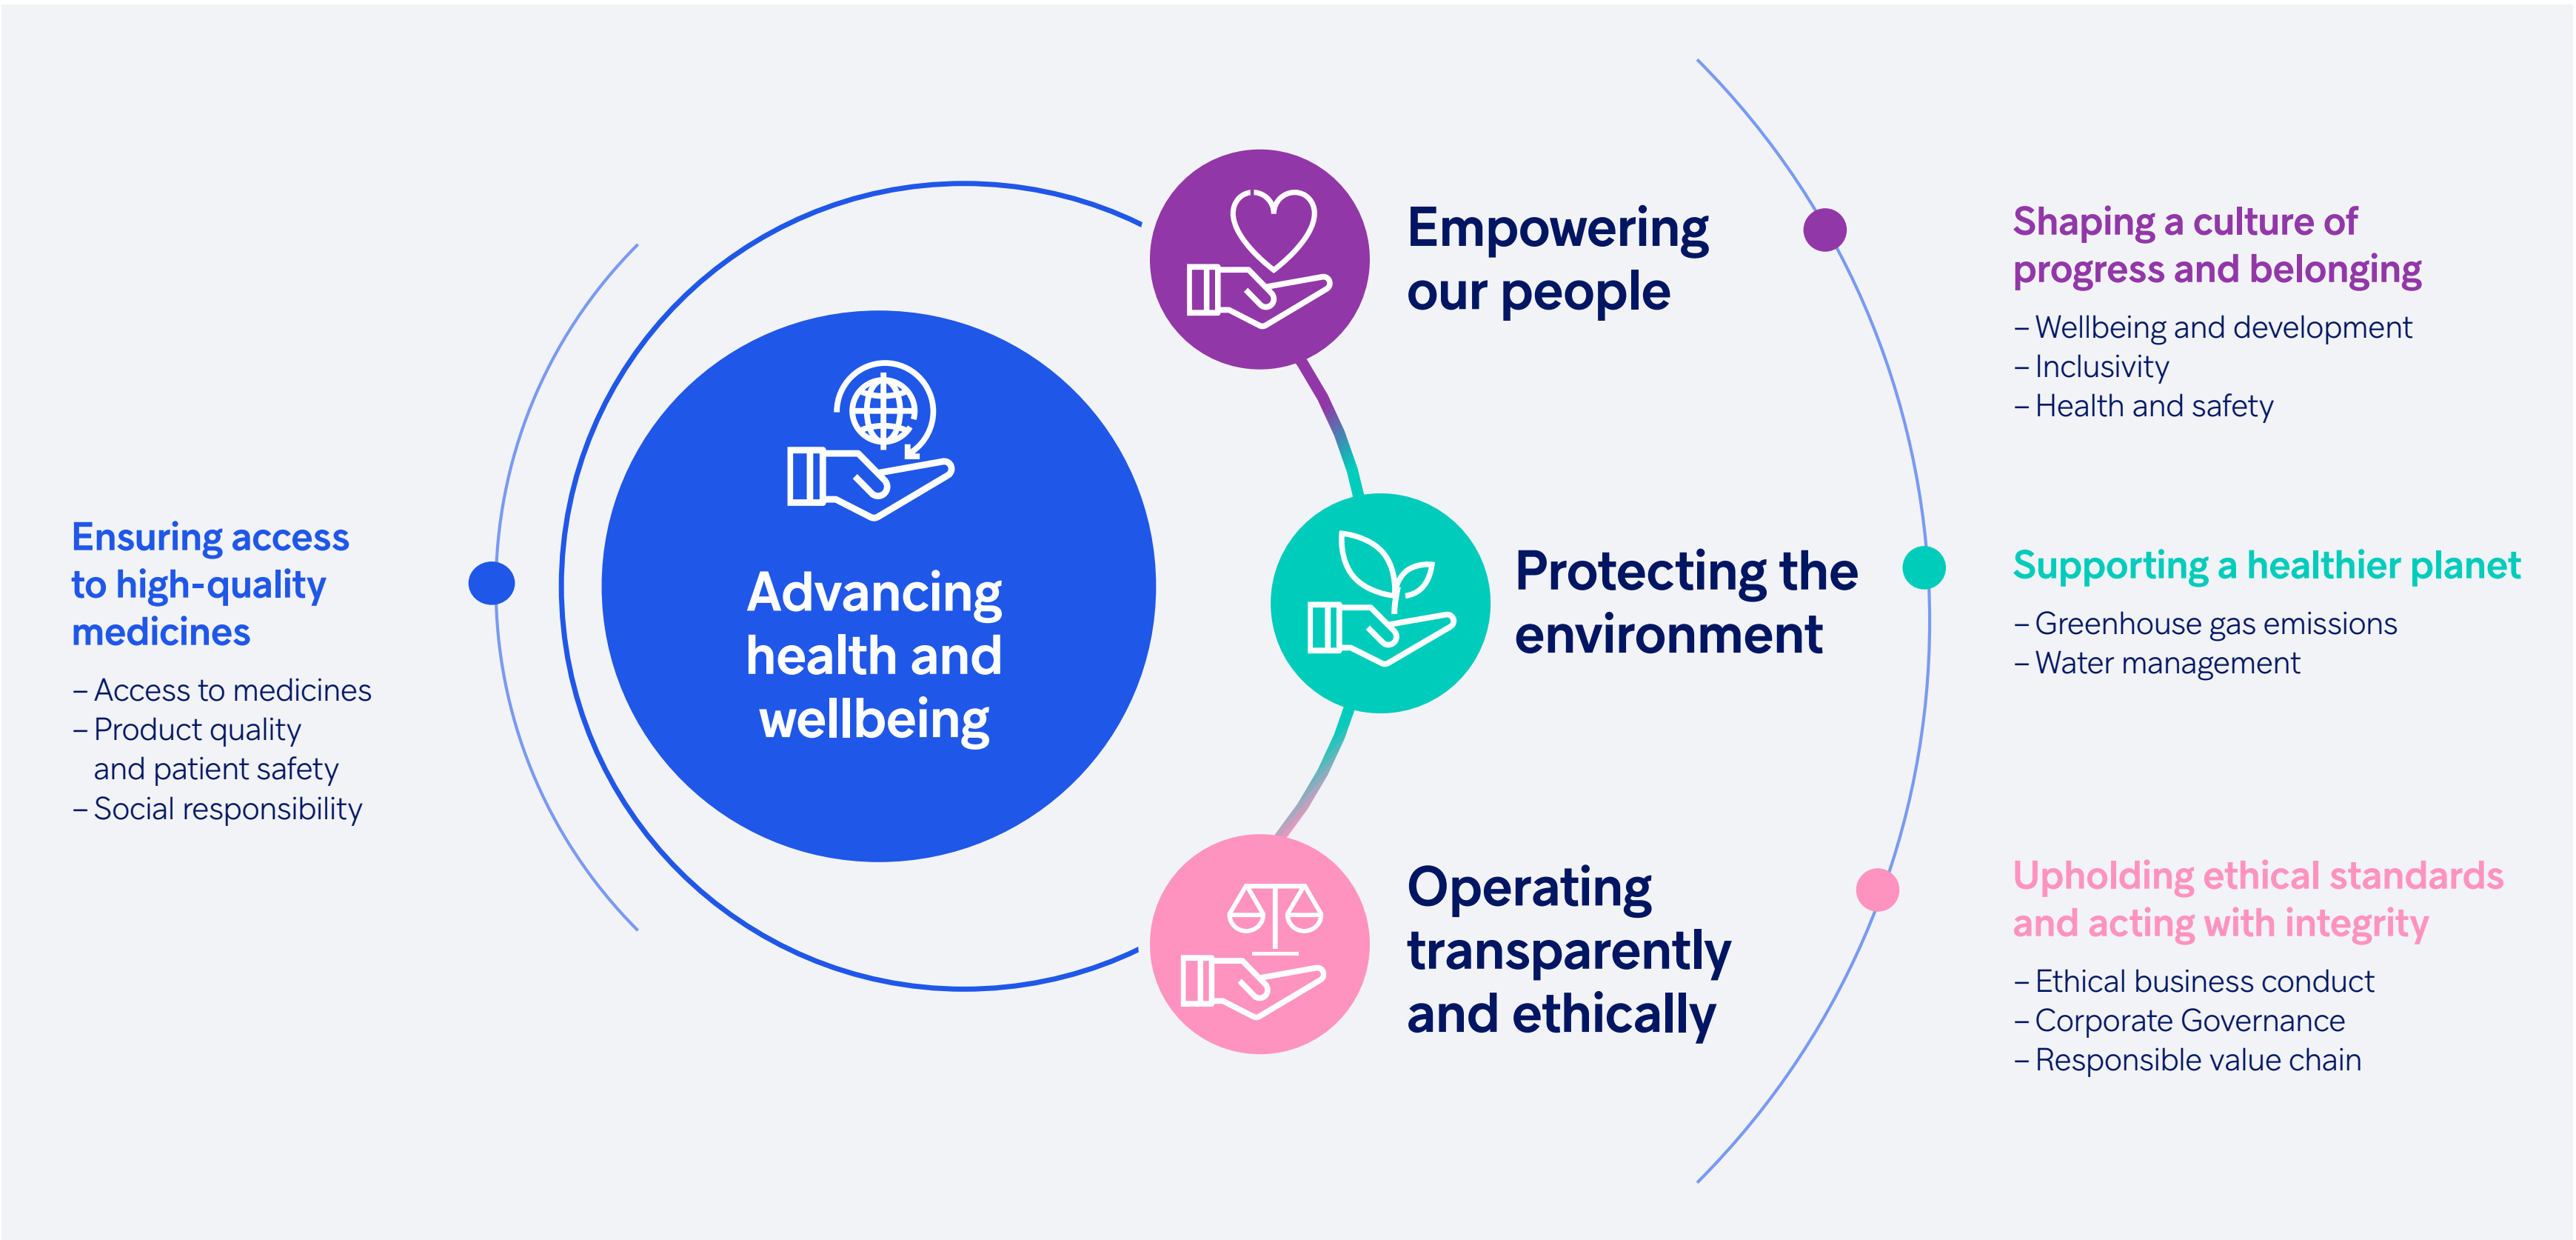 Ensuring access
to high-quality
medicines
– Access to medicines
– Product quality
and patient safety
– Social responsibility
Advancing
health and
wellbeing
Empowering
our people
Protecting the
environment
Operating
transparently
and ethically
Shaping a culture of
progress and belonging
– Wellbeing and development
– Inclusivity
– Health and safety
Supporting a healthier planet
– Greenhouse gas emissions
– Water management
Upholding ethical standards
and acting with integrity
– Ethical business conduct
– Corporate Governance
– Responsible value chain